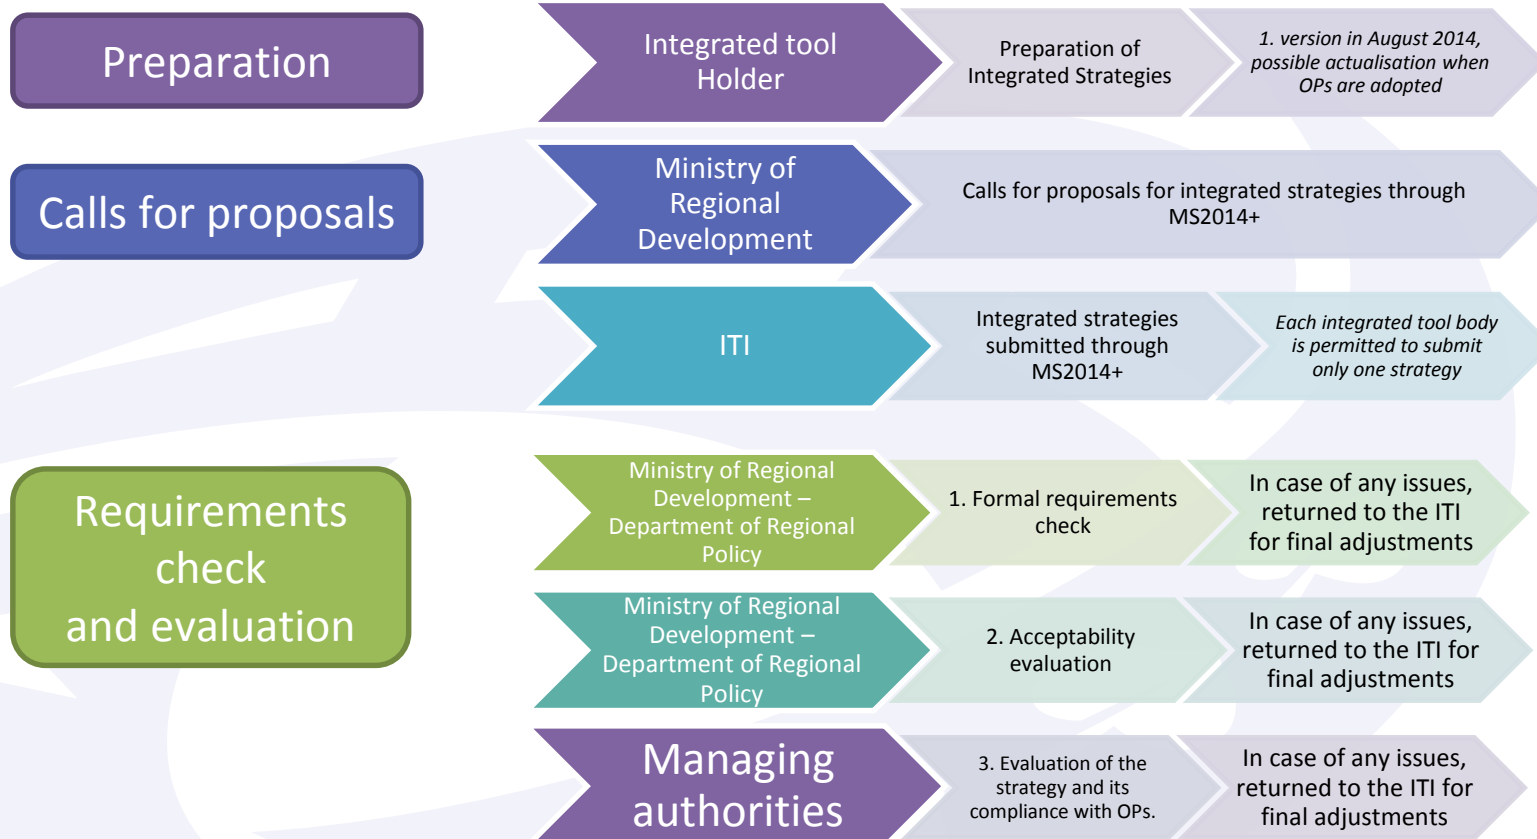 Preparation
Integrated tool
Holder
Preparation of
Integrated Strategies
1. version in August 2014,
possible actualisation when
OPs are adopted
Calls for proposals
Ministry of
Regional
Development
Calls for proposals for integrated strategies through
MS2014+
ITI
Integrated strategies
submitted through
MS2014+
Each integrated tool body
is permitted to submit
only one strategy
Requirements
check
and evaluation
Ministry of Regional
Development –
Department of Regional
Policy
1. Formal requirements
check
In case of any issues,
returned to the ITI
for final adjustments
Ministry of Regional
Development –
Department of Regional
Policy
2. Acceptability
evaluation
In case of any issues,
returned to the ITI for
final adjustments
Managing
authorities
3. Evaluation of the
strategy and its
compliance with OPs.
In case of any issues,
returned to the ITI for
final adjustments